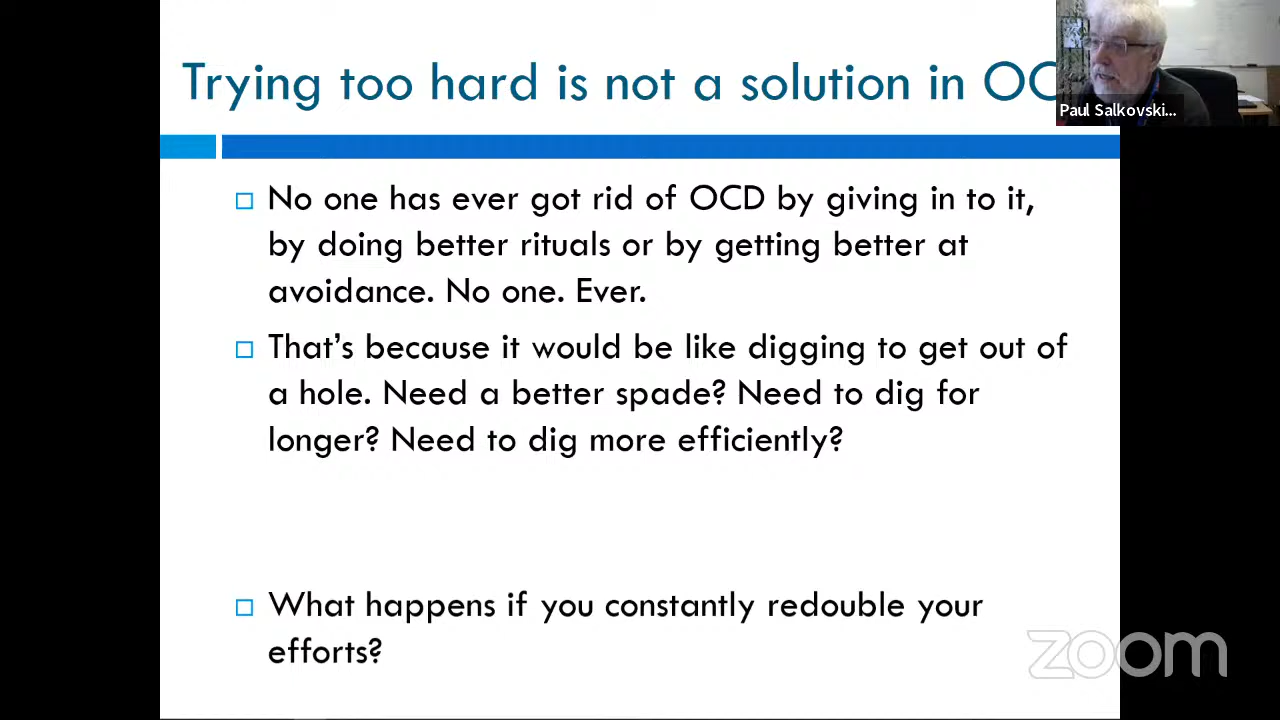 Trying too hard is not a solution in OC
Paul Salkovski...
No one has ever got rid of OCD by giving in to it,
by doing better rituals or by getting better at
avoidance. No one. Ever.
That's because it would be like digging to get out of
a hole. Need a better spade? Need to dig for
longer? Need to dig more efficiently?
What happens if you constantly redouble your
efforts?
zoom